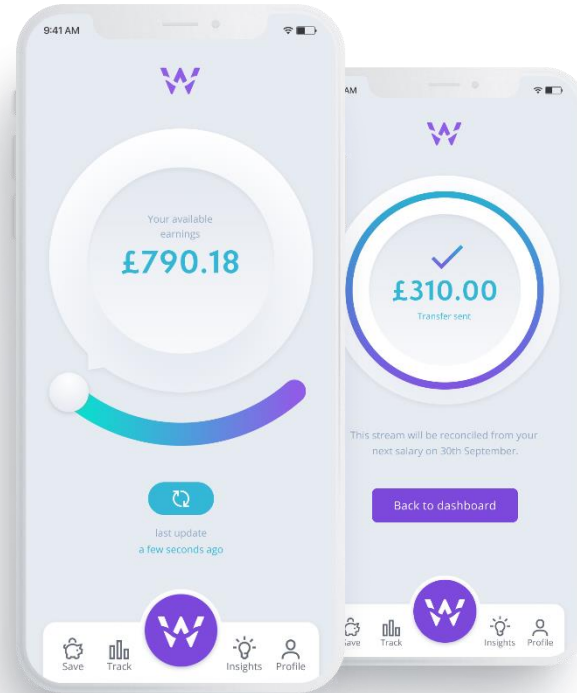 9:41 AM
Your available
earnings
£790.18
last update
a few seconds ago
Save
Track
Insights
Profile
AM
£310.00
Transfer sent
This stream will be reconciled from your
next salary on 30th September.
Back to dashboard
ave
Track
Insights
Profile